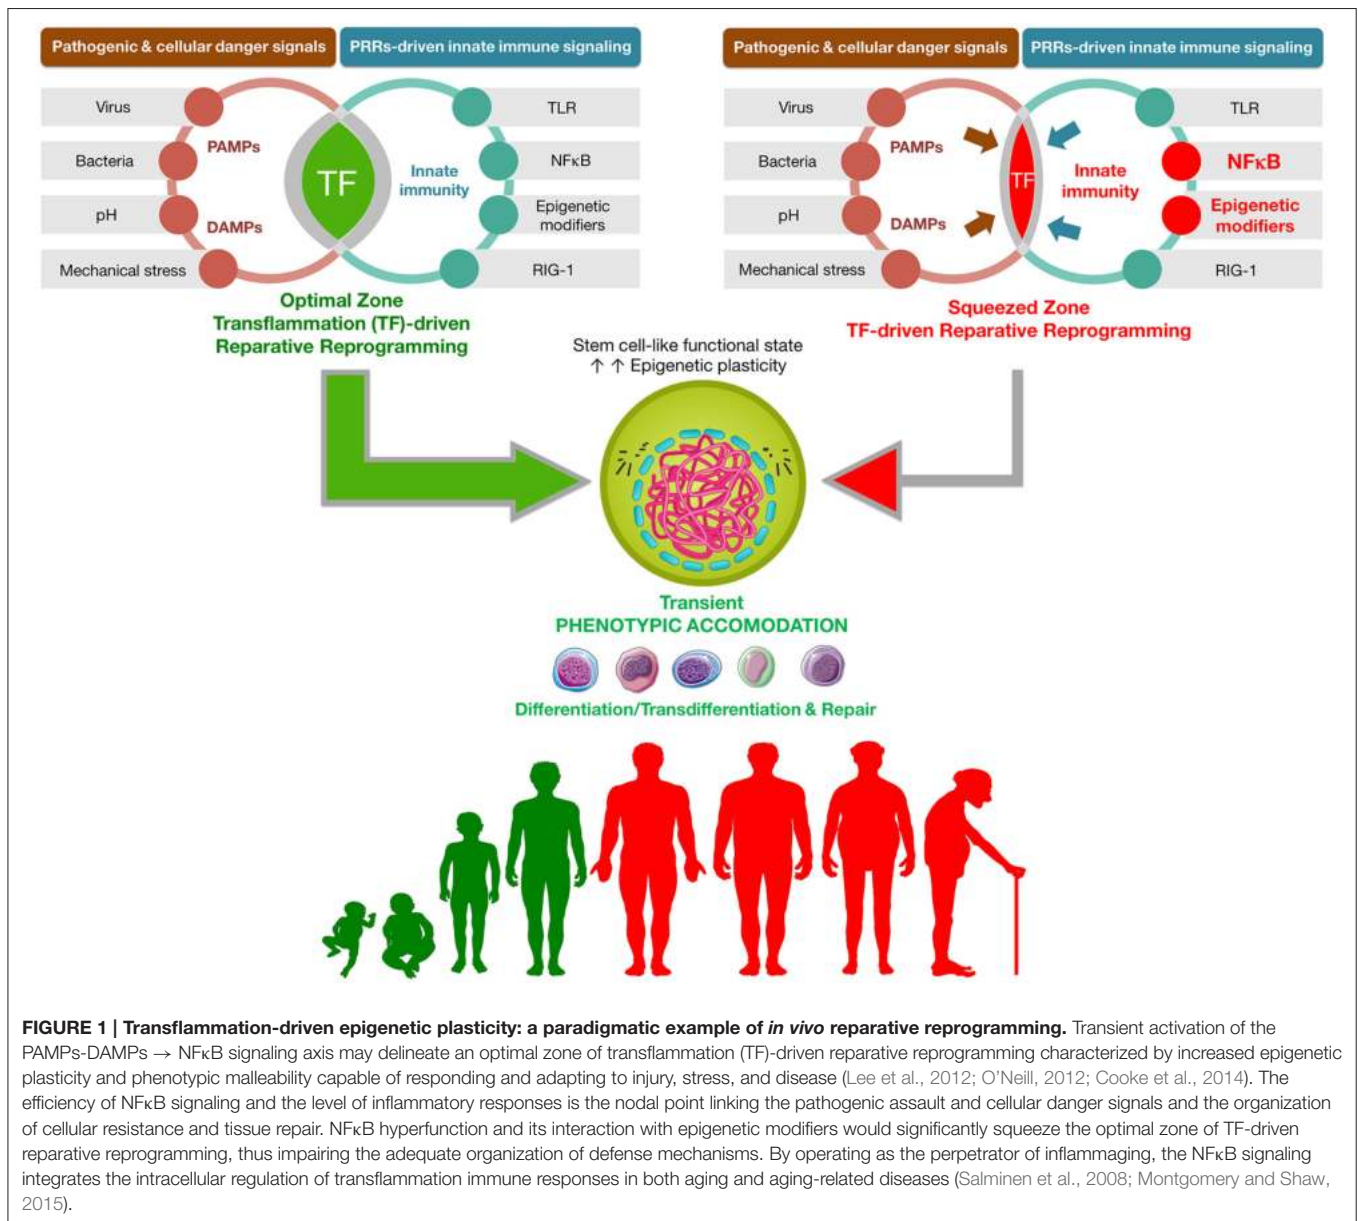 Pathogenic & cellular danger signals
PRRs-driven innate immune signaling
Virus
TLR
PAMPs
Bacteria
NFκB
TF
Innate
immunity
pH
Epigenetic
modifiers
DAMPs
Mechanical stress
RIG-1
Optimal Zone
Transflammation (TF)-driven
Reparative Reprogramming
Pathogenic & cellular danger signals
PRRs-driven innate immune signaling
Virus
TLR
PAMPs
Bacteria
NFκB
TF
Innate
immunity
pH
Epigenetic
modifiers
DAMPs
Mechanical stress
RIG-1
Squeezed Zone
TF-driven Reparative Reprogramming
Stem cell-like functional state
↑ ↑ Epigenetic plasticity
Transient
PHENOTYPIC ACCOMODATION
Differentiation/Transdifferentiation & Repair
FIGURE 1 | Transflammation-driven epigenetic plasticity: a paradigmatic example of in vivo reparative reprogramming. Transient activation of the
PAMPs-DAMPs → NFκB signaling axis may delineate an optimal zone of transflammation (TF)-driven reparative reprogramming characterized by increased epigenetic
plasticity and phenotypic malleability capable of responding and adapting to injury, stress, and disease (Lee et al., 2012; O'Neill, 2012; Cooke et al., 2014). The
efficiency of NFκB signaling and the level of inflammatory responses is the nodal point linking the pathogenic assault and cellular danger signals and the organization
of cellular resistance and tissue repair. NFκB hyperfunction and its interaction with epigenetic modifiers would significantly squeeze the optimal zone of TF-driven
reparative reprogramming, thus impairing the adequate organization of defense mechanisms. By operating as the perpetrator of inflammaging, the NFκB signaling
integrates the intracellular regulation of transflammation immune responses in both aging and aging-related diseases (Salminen et al., 2008; Montgomery and Shaw,
2015).